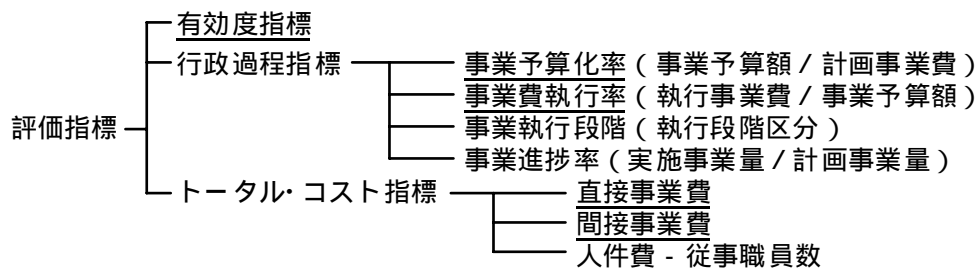 有効度指標
行政過程指標 事業予算化率（事業予算額/計画事業費）
事業費執行率（執行事業費/事業予算額）
評価指標
事業執行段階（執行段階区分）
事業進捗率（実施事業量/計画事業量）
トータル・コスト指標 直接事業費
間接事業費
人件費 - 従事職員数